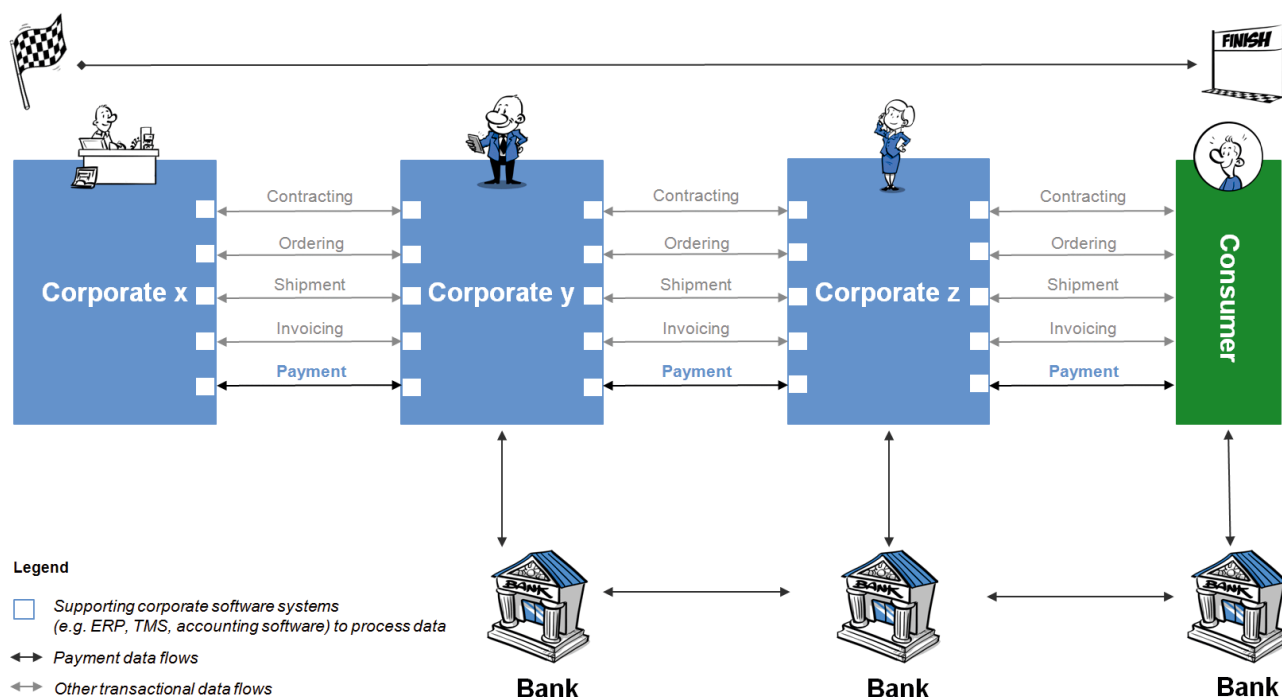 FINISH
Contracting
Contracting
Contracting
Ordering
Ordering
Ordering
Corporate x
Shipment
Corporate y
Shipment
Corporate z
Shipment
Consumer
Invoicing
Invoicing
Invoicing
Payment
Payment
Payment
BANK
BANK
BANK
Bank
Bank
Bank
Legend
Supporting corporate software systems
(e.g. ERP, TMS, accounting software) to process data
Payment data flows
Other transactional data flows